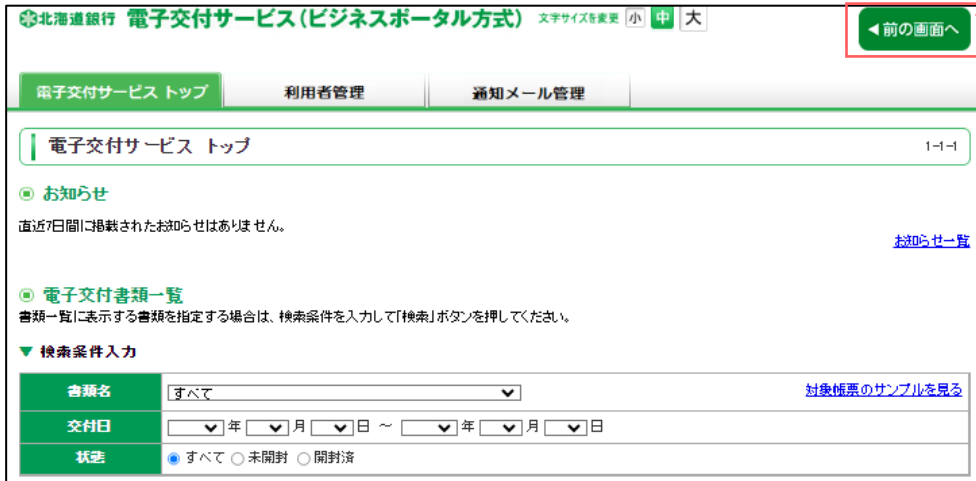 北海道銀行 電子交付サービス(ビジネスポータル方式) 文字サイズを変更 小 中 大
◀前の画面へ
電子交付サービス トップ 利用者管理 通知メール管理
電子交付サービス トップ 1-1-1
お知らせ
直近7日間に掲載されたお知らせはありません。
お知らせ一覧
電子交付書類一覧
書類一覧に表示する書類を指定する場合は、検索条件を入力して「検索」ボタンを押してください。
▼ 検索条件入力
書類名 すべて 対象帳票のサンプルを見る
交付日 年 月 日 ~ 年 月 日
状態 すべて 未開封 開封済